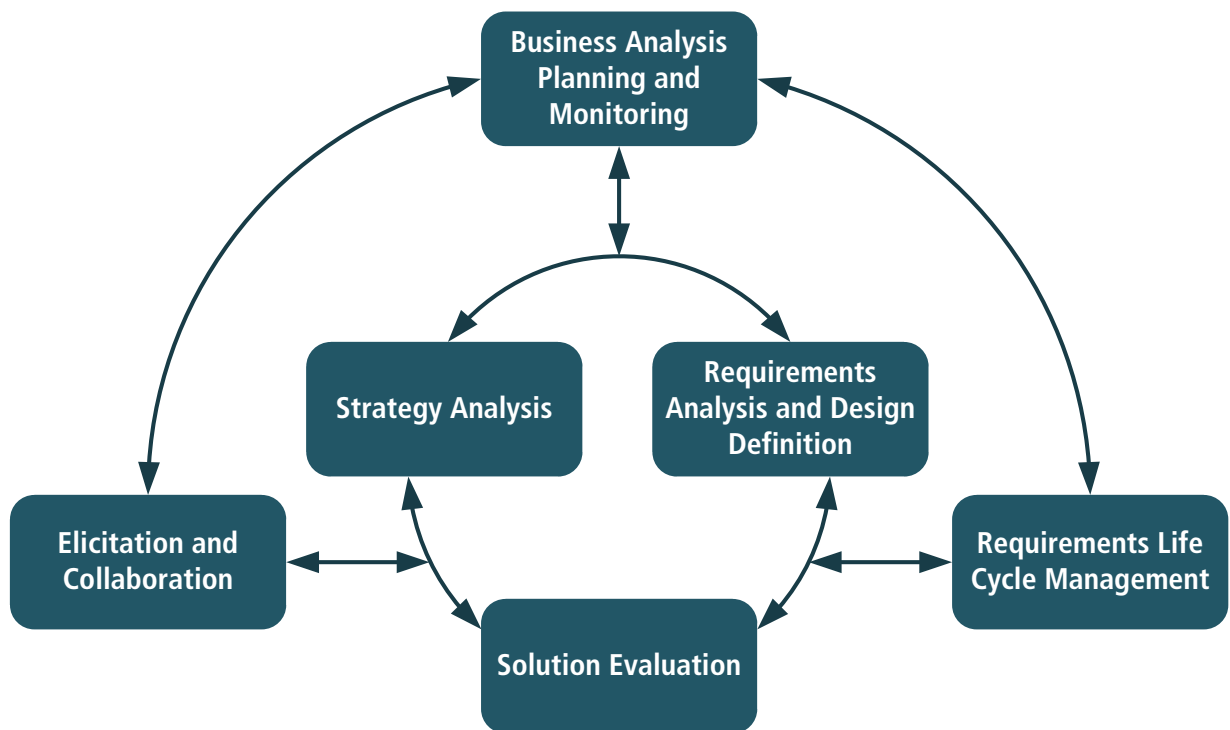 Business Analysis
Planning and
Monitoring
Strategy Analysis
Requirements
Analysis and Design
Definition
Elicitation and
Collaboration
Requirements Life
Cycle Management
Solution Evaluation